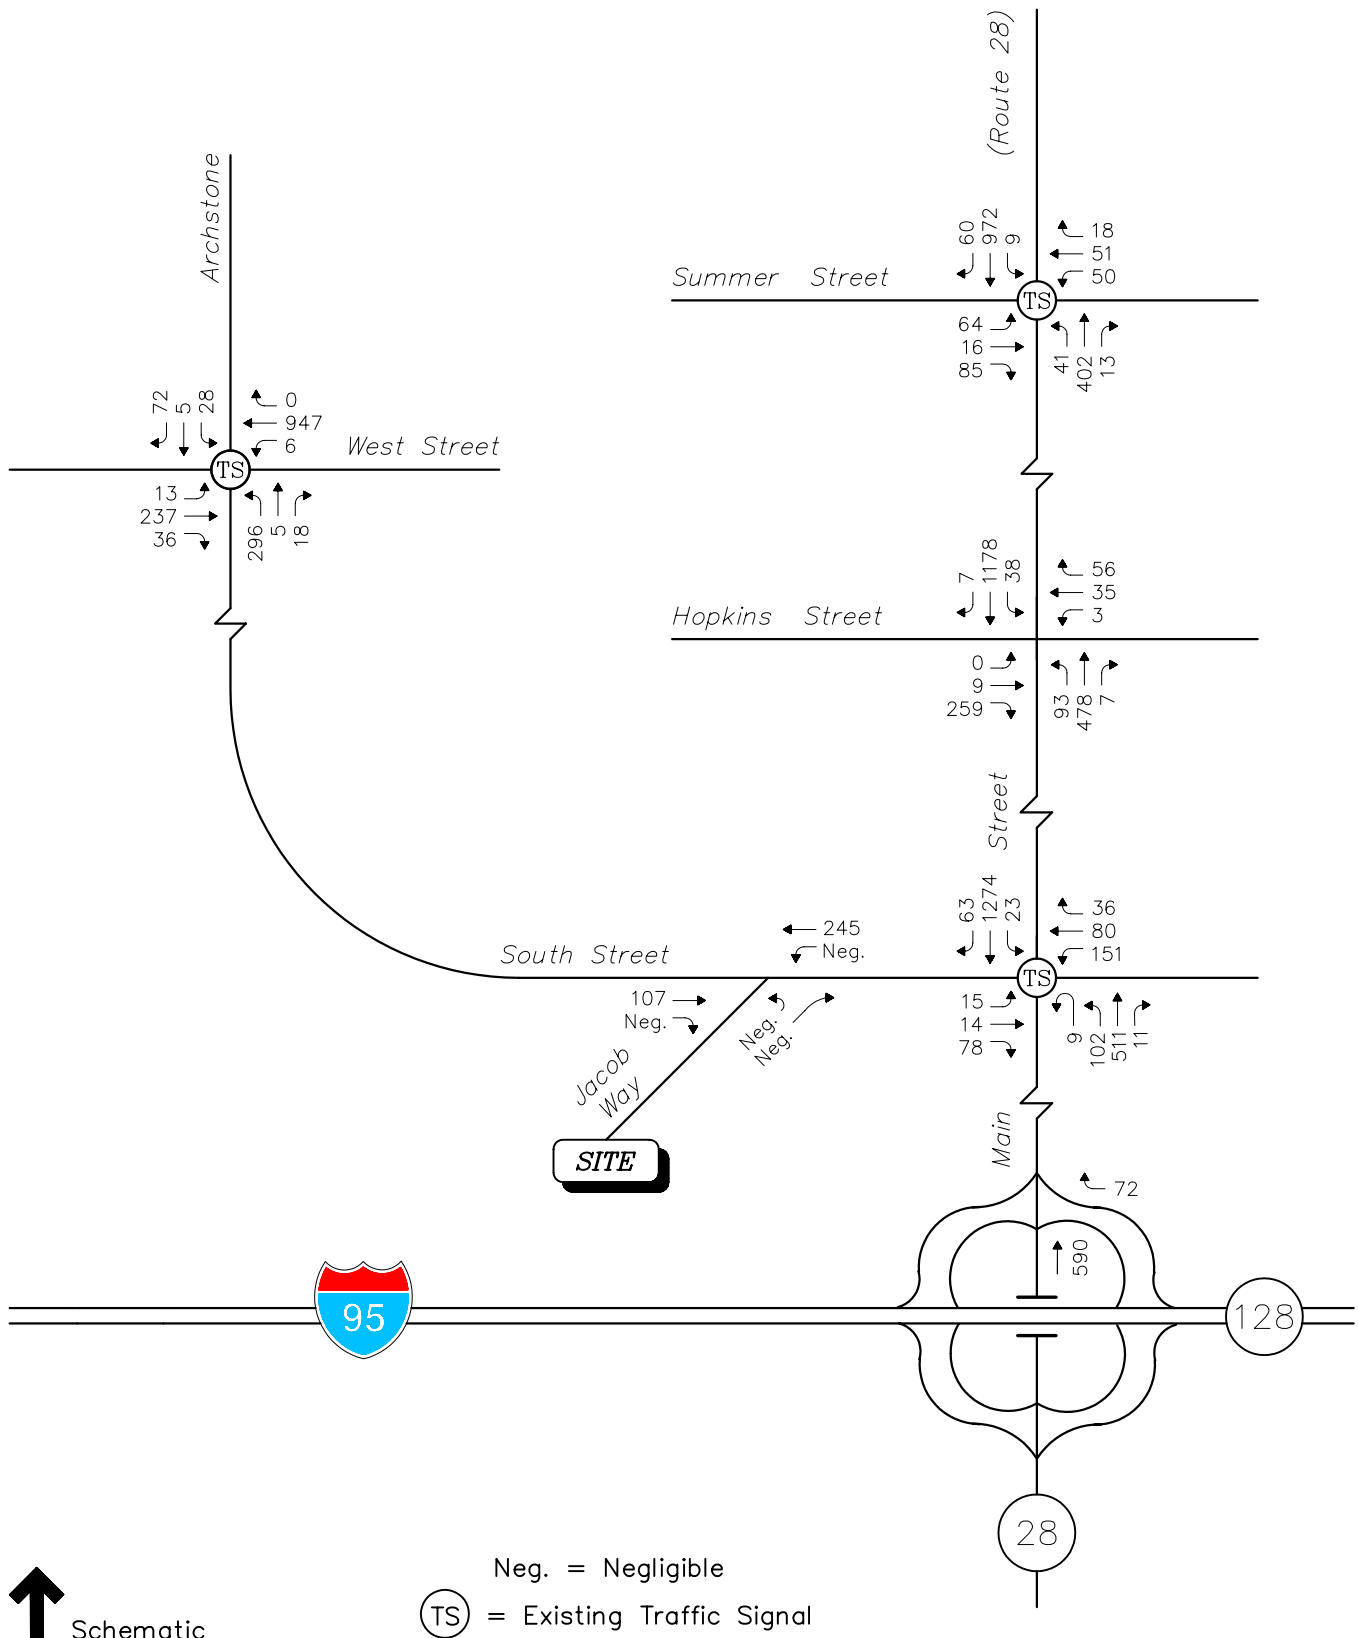 (Route 28)
Archstone
60
972
9
18
51
50
Summer Street
TS
64
16
85
41
402
13
72
5
28
0
947
6
West Street
TS
13
237
36
296
5
18
7
1178
38
56
35
3
Hopkins Street
0
9
259
93
478
7
Street
63
1274
23
36
80
151
245
Neg.
South Street
TS
107
Neg.
Neg.
Neg.
15
14
78
9
102
511
11
Jacob
Way
Main
SITE
72
590
95
128
28
Neg. = Negligible
TS = Existing Traffic Signal
Schematic